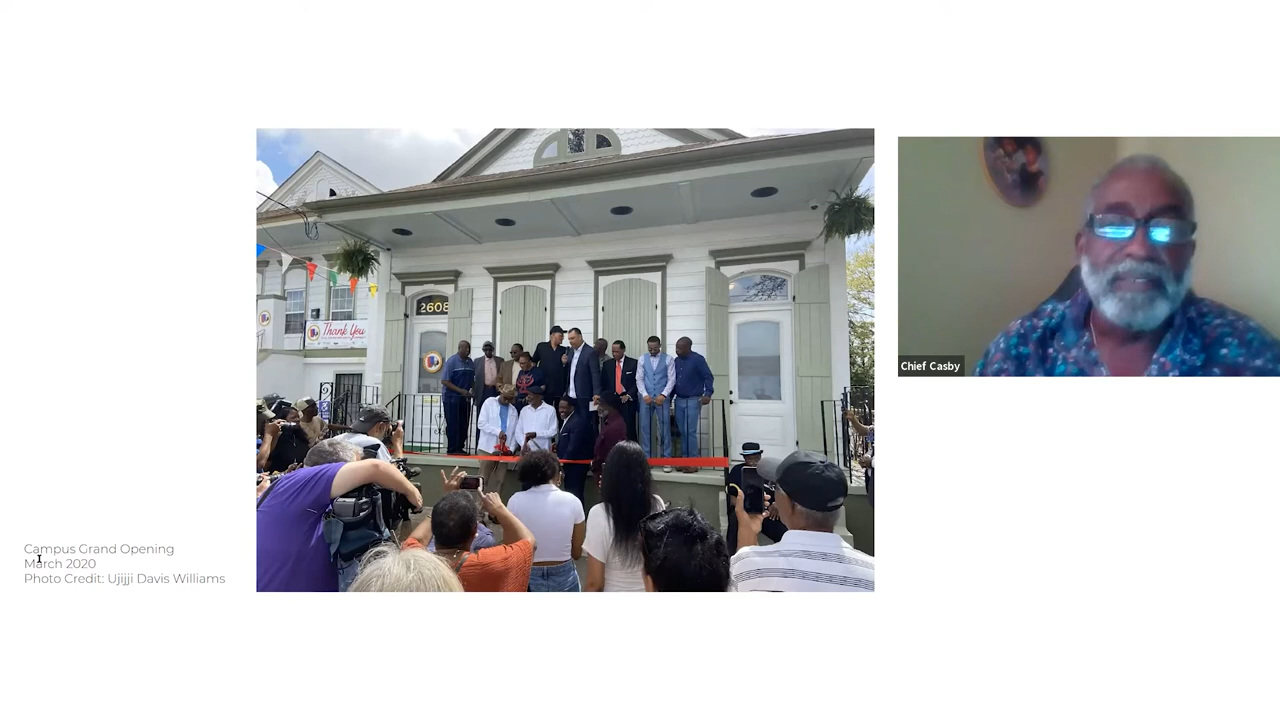 2608
Thank You
Chief Casby
Campus Grand Opening
March 2020
Photo Credit: Ujijji Davis Williams